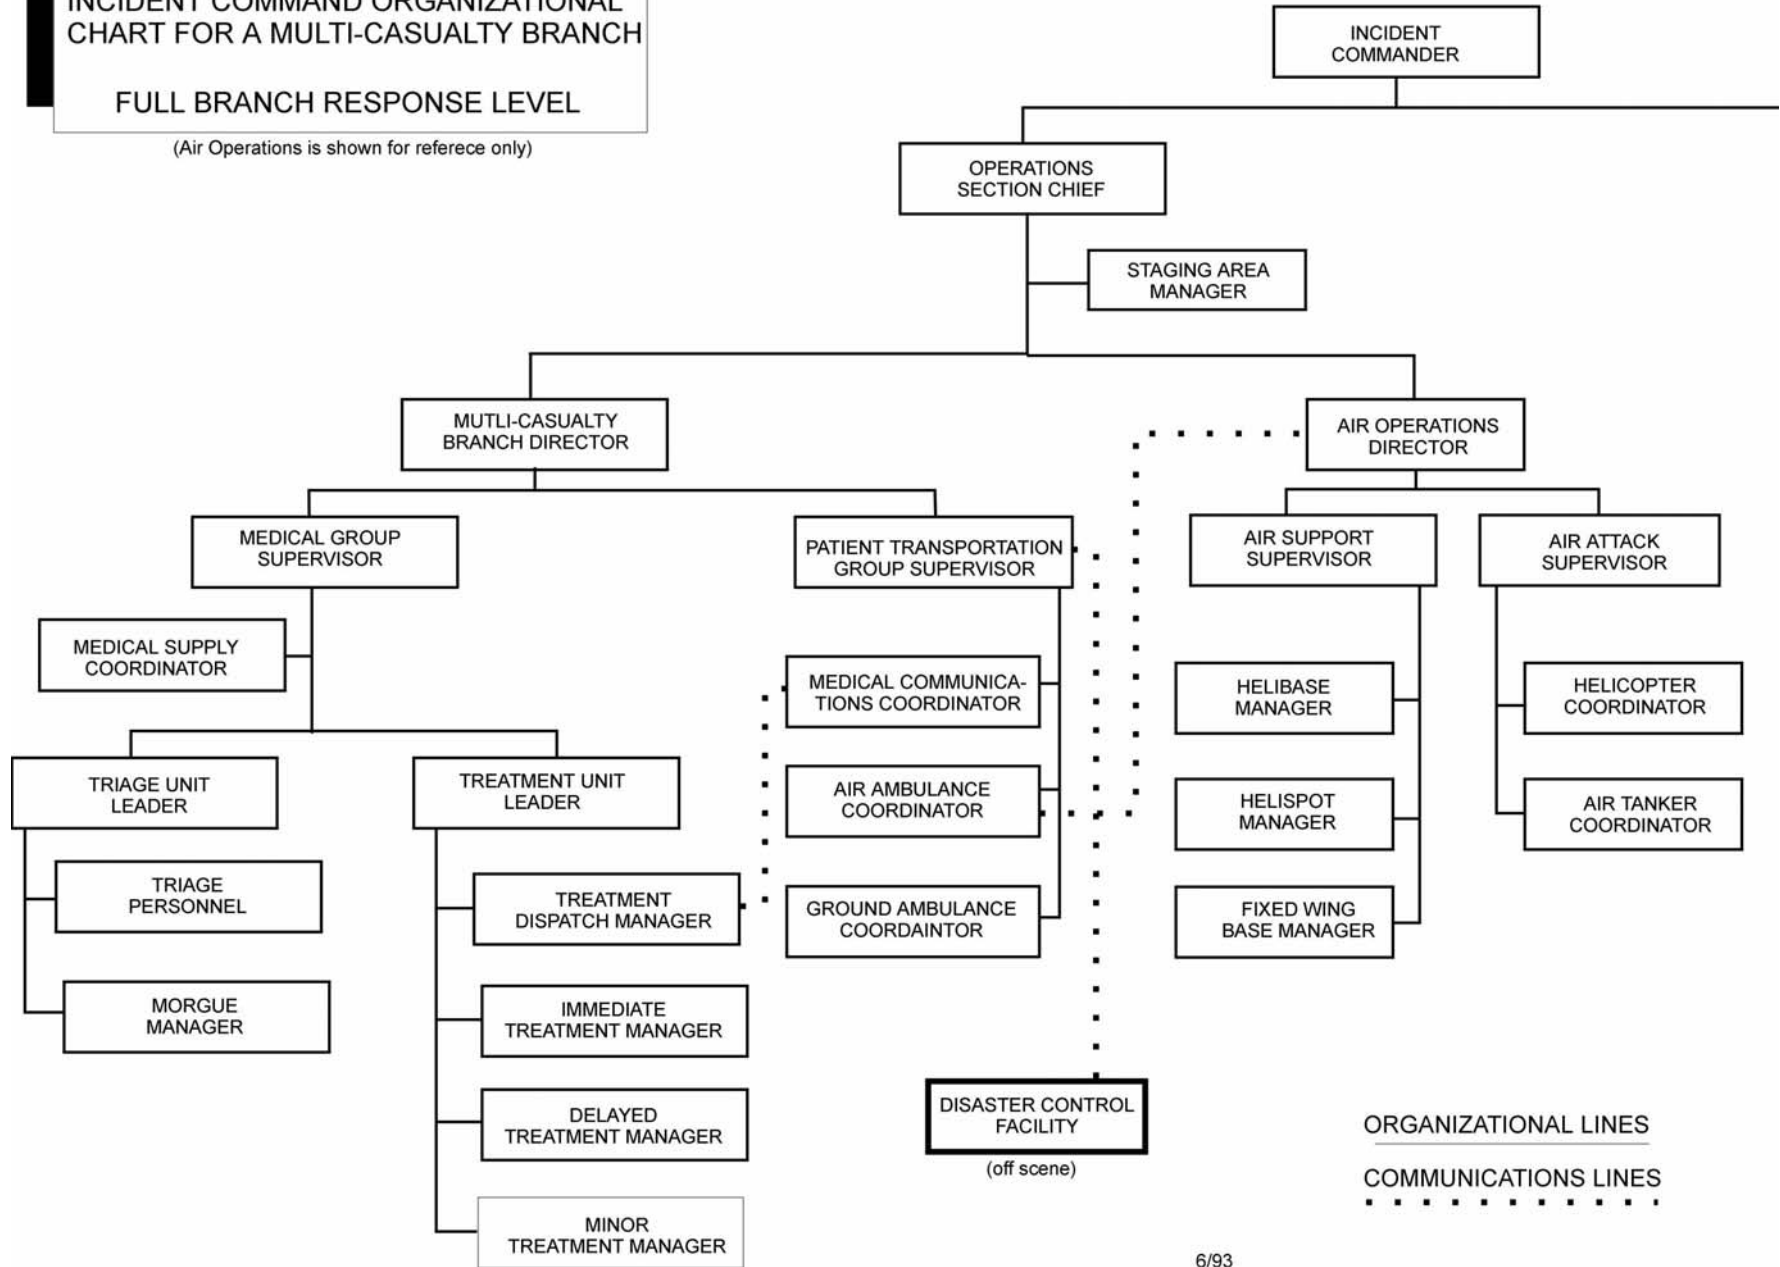 INCIDENT COMMAND ORGANIZATIONAL
CHART FOR A MULTI-CASUALTY BRANCH
FULL BRANCH RESPONSE LEVEL
(Air Operations is shown for referece only)
INCIDENT
COMMANDER
OPERATIONS
SECTION CHIEF
STAGING AREA
MANAGER
MUTLI-CASUALTY
BRANCH DIRECTOR
AIR OPERATIONS
DIRECTOR
MEDICAL GROUP
SUPERVISOR
PATIENT TRANSPORTATION
GROUP SUPERVISOR
AIR SUPPORT
SUPERVISOR
AIR ATTACK
SUPERVISOR
MEDICAL SUPPLY
COORDINATOR
MEDICAL COMMUNICA-
TIONS COORDINATOR
HELIBASE
MANAGER
HELICOPTER
COORDINATOR
TRIAGE UNIT
LEADER
TREATMENT UNIT
LEADER
AIR AMBULANCE
COORDINATOR
HELISPOT
MANAGER
AIR TANKER
COORDINATOR
TRIAGE
PERSONNEL
TREATMENT
DISPATCH MANAGER
GROUND AMBULANCE
COORDAINTOR
FIXED WING
BASE MANAGER
MORGUE
MANAGER
IMMEDIATE
TREATMENT MANAGER
DELAYED
TREATMENT MANAGER
DISASTER CONTROL
FACILITY
(off scene)
ORGANIZATIONAL LINES
COMMUNICATIONS LINES
MINOR
TREATMENT MANAGER
6/93